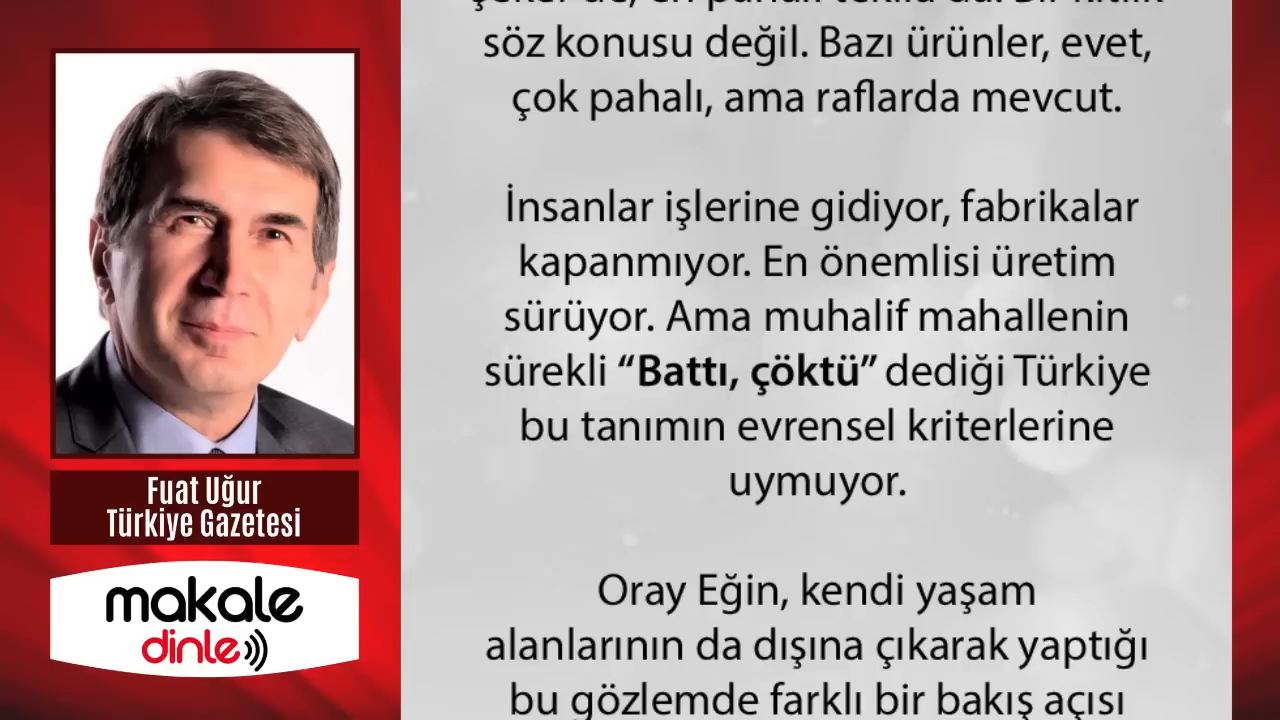 söz konusu değil. Bazı ürünler, evet,
çok pahalı, ama raflarda mevcut.
İnsanlar işlerine gidiyor, fabrikalar
kapanmıyor. En önemlisi üretim
sürüyor. Ama muhalif mahallenin
sürekli “Battı, çöktü” dediği Türkiye
bu tanımın evrensel kriterlerine
uymuyor.
Oray Eğin, kendi yaşam
alanlarının da dışına çıkarak yaptığı
bu gözlemde farklı bir bakış açısı
Fuat Uğur
Türkiye Gazetesi
makale
dinle